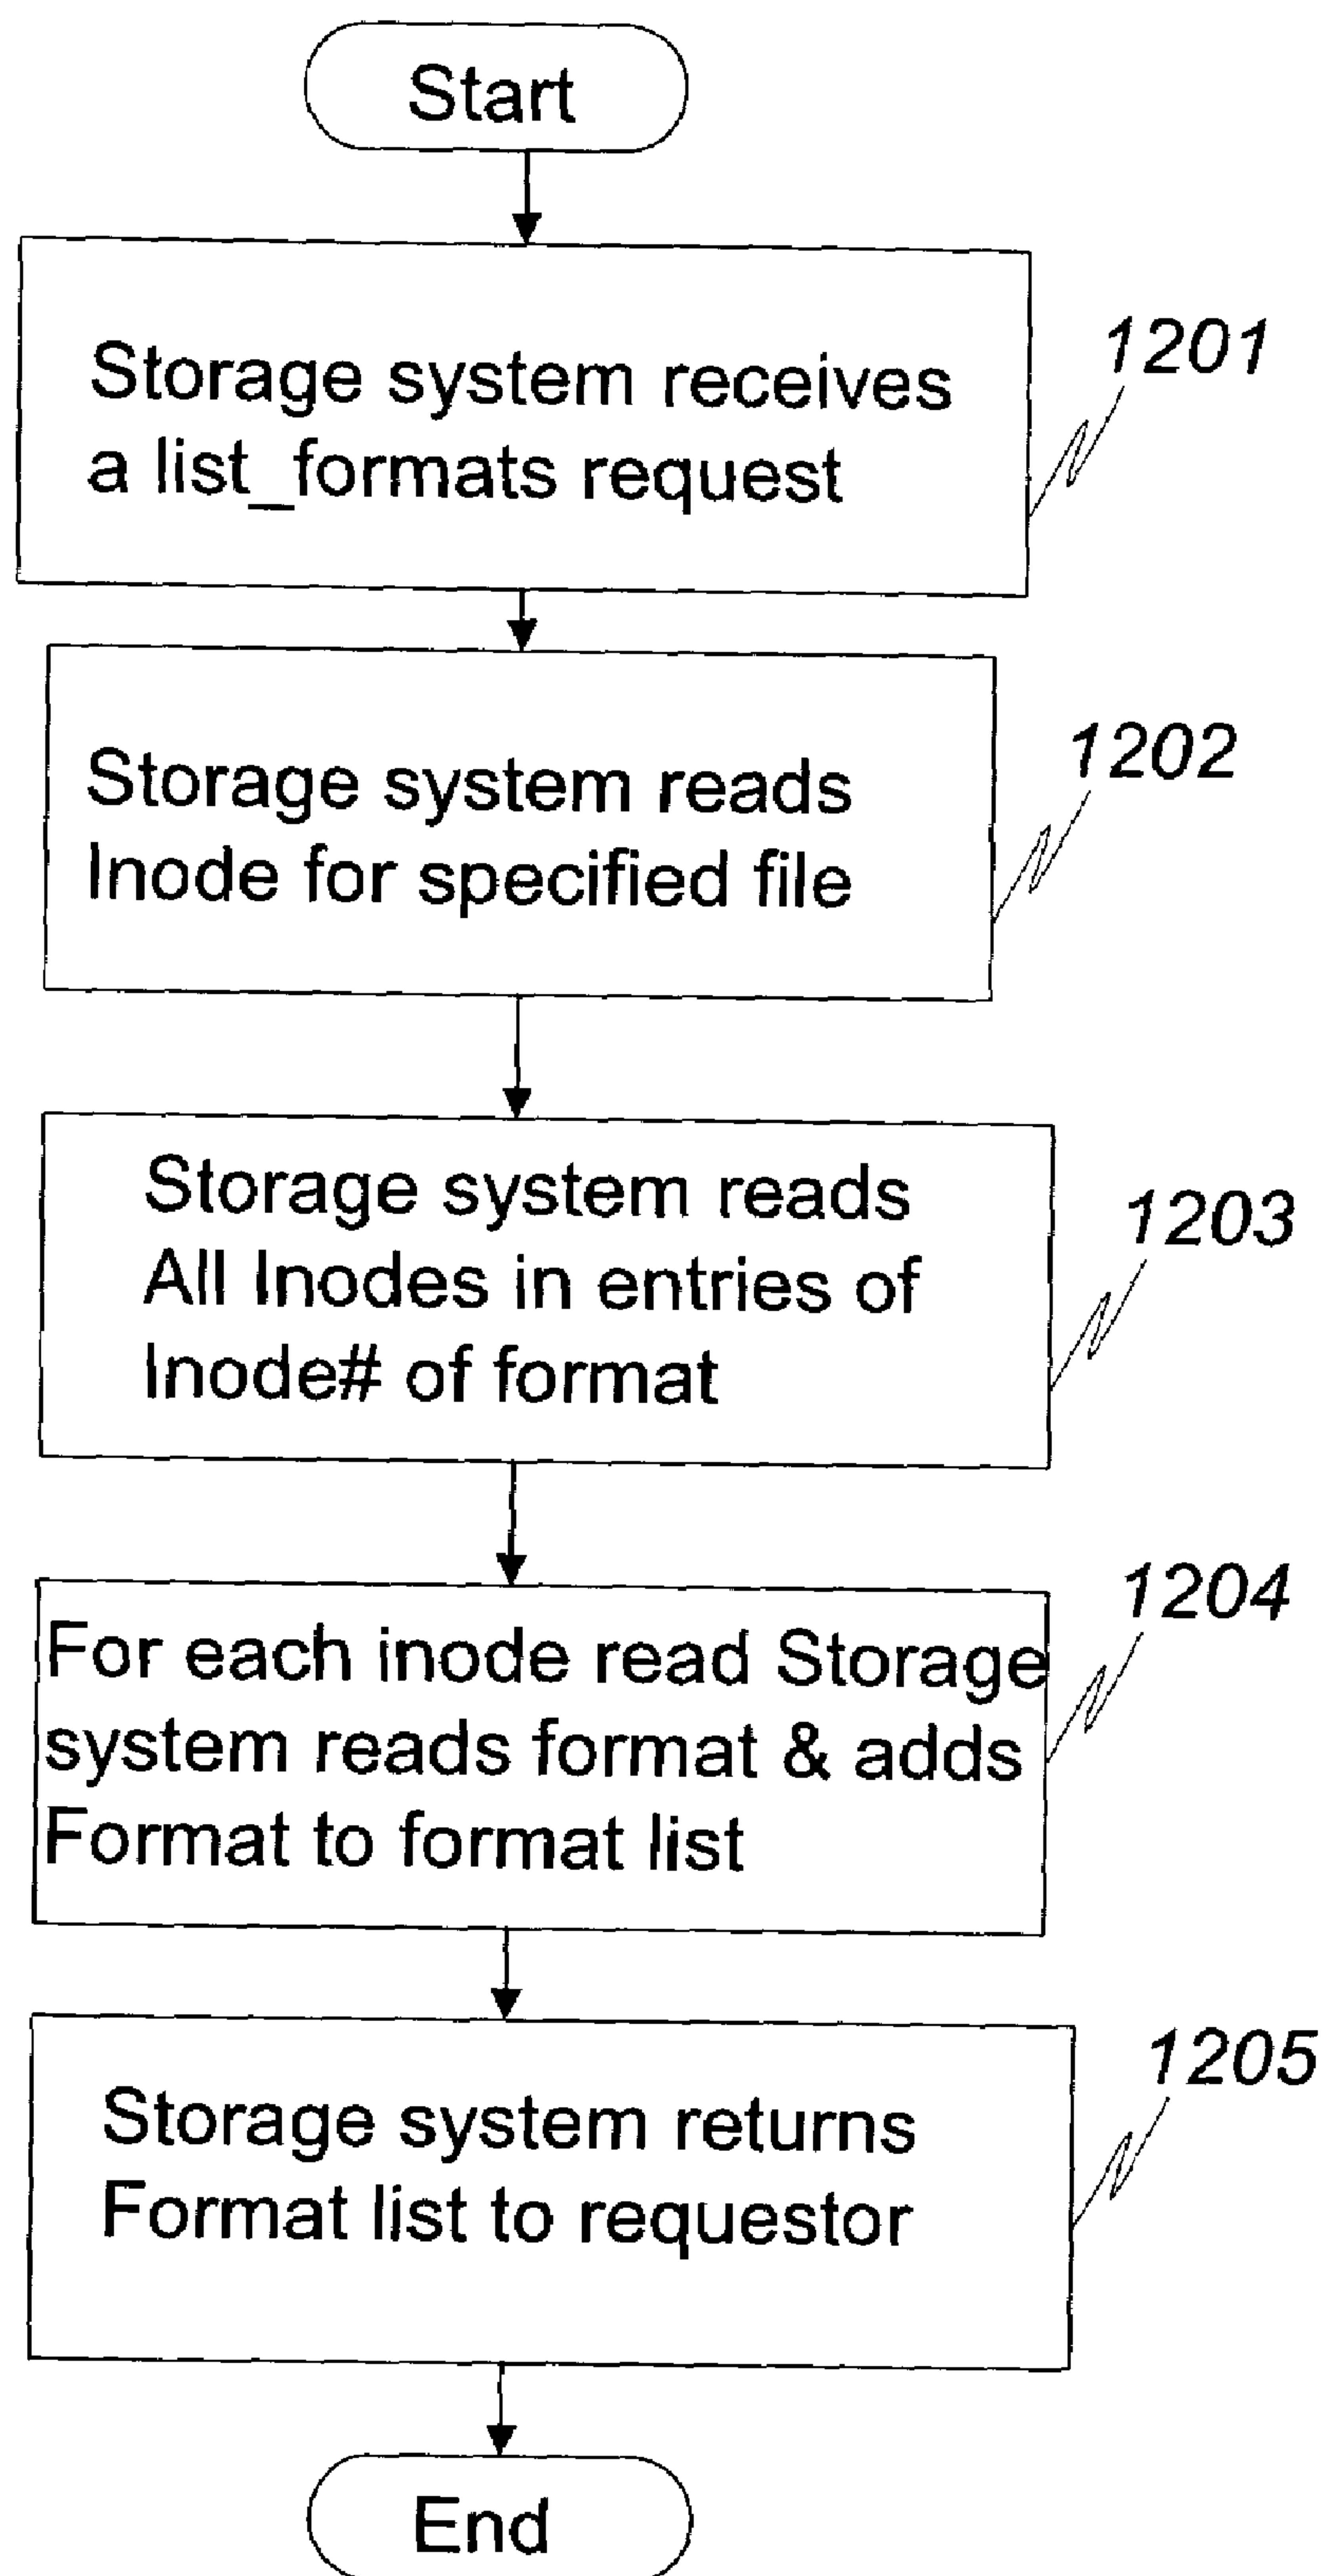 Start
Storage system receives
a list_formats request
1201
Storage system reads
Inode for specified file
1202
Storage system reads
All Inodes in entries of
Inode# of format
1203
For each inode read Storage
system reads format & adds
Format to format list
1204
Storage system returns
Format list to requestor
1205
End